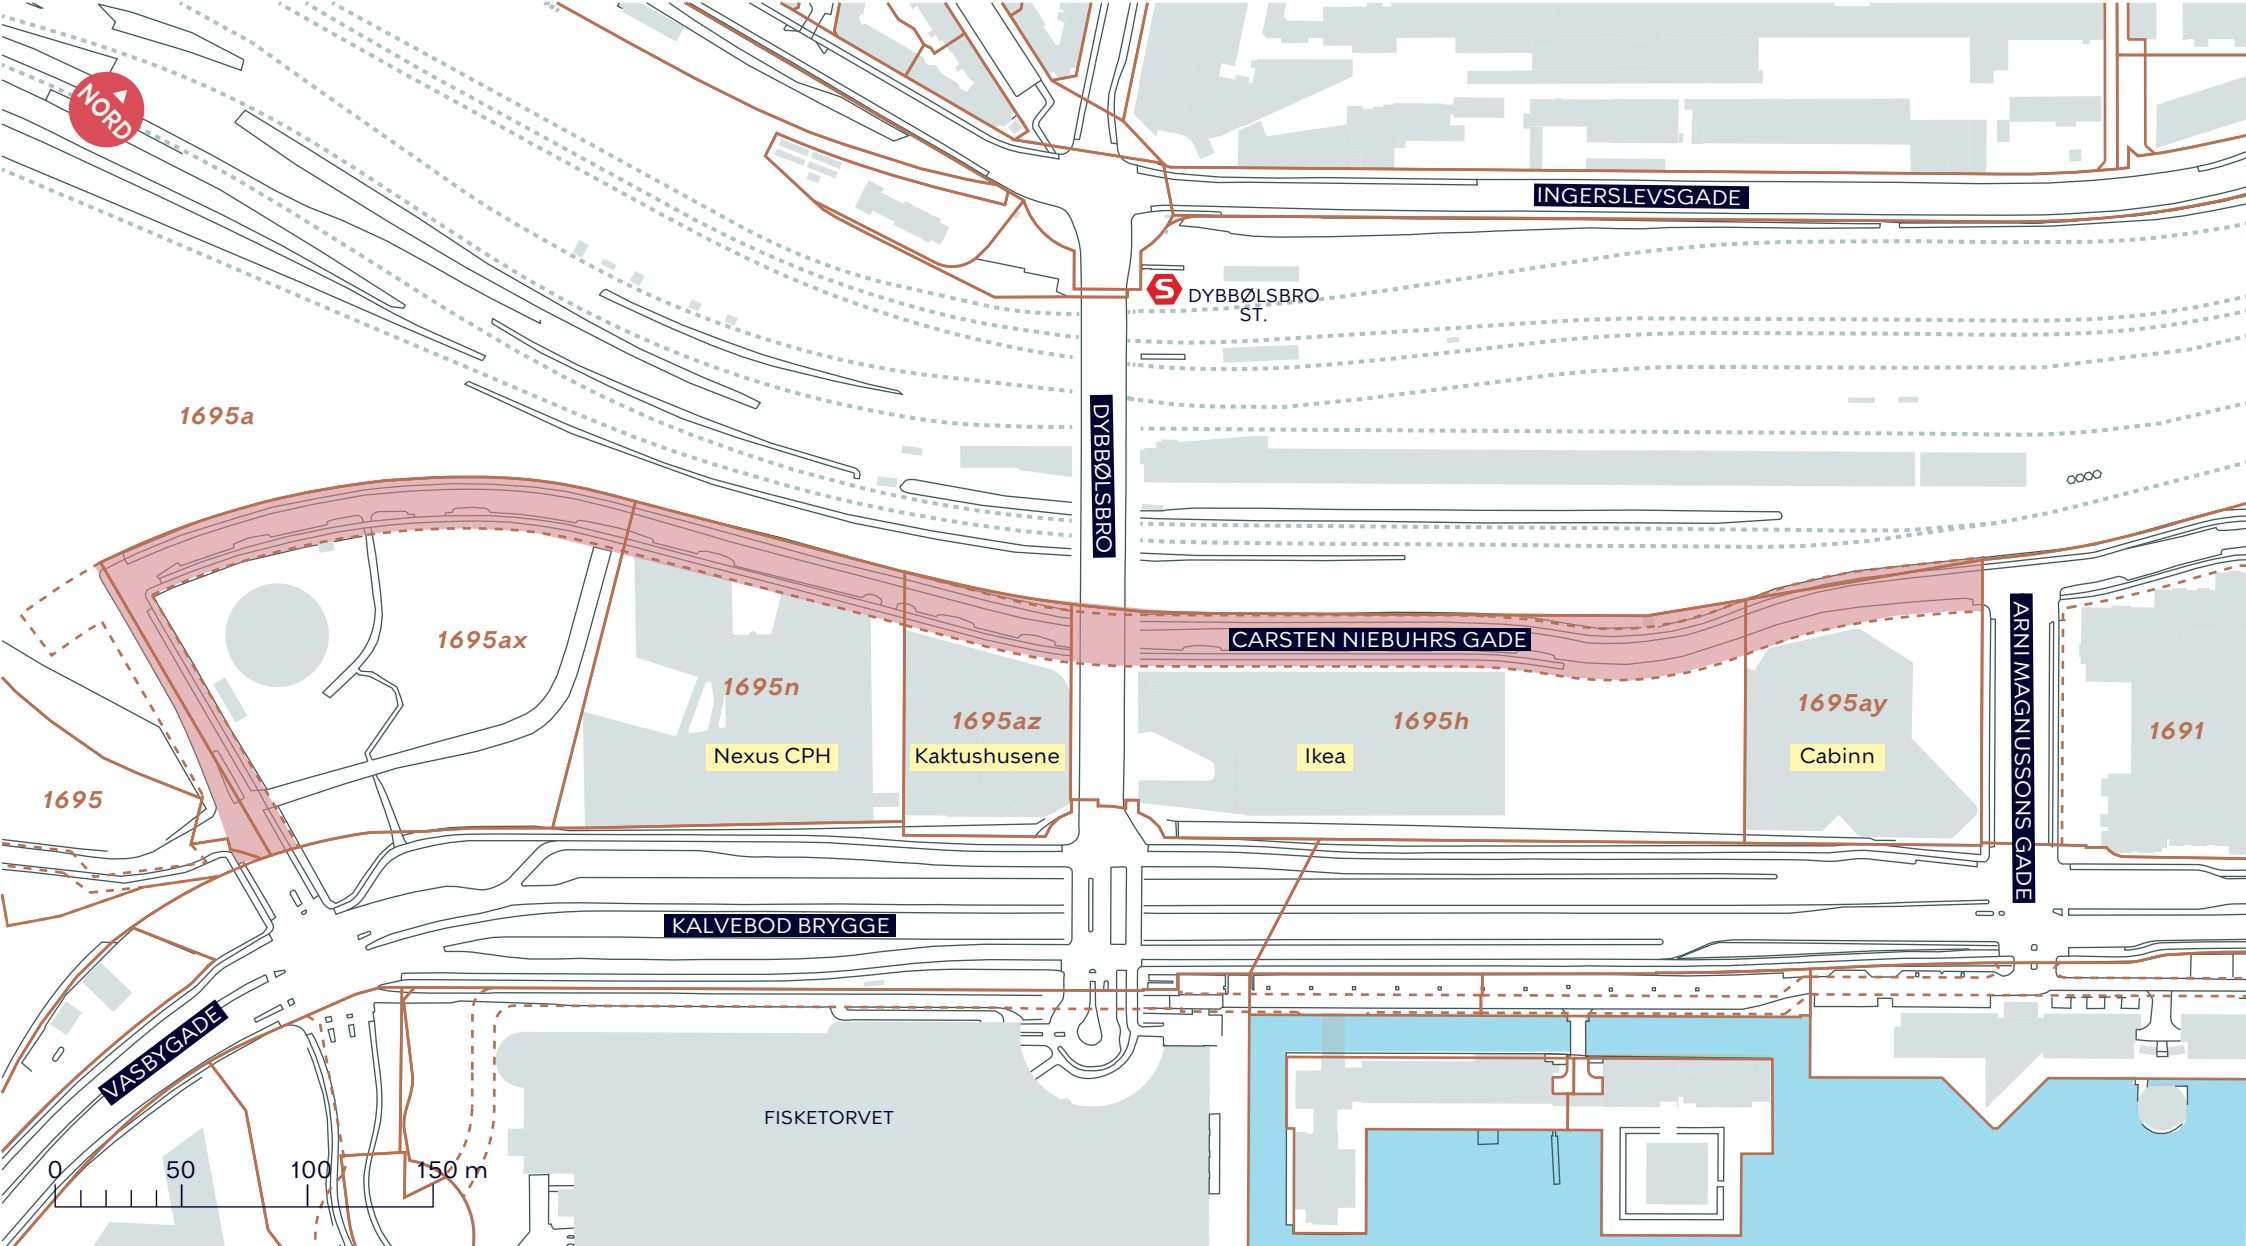 NORD
INGERSLEVSGADE
S
DYBBØLSBRO
ST.
DYBBØLSBRO
1695a
CARSTEN NIEBUHRS GADE
ARNI MAGNUSSONS GADE
1695ax
1695n
1695az
1695h
1695ay
1691
Nexus CPH
Kaktushusene
Ikea
Cabinn
1695
KALVEBOD BRYGGE
VASBYGADE
FISKETORVET
0 50 100 150 m